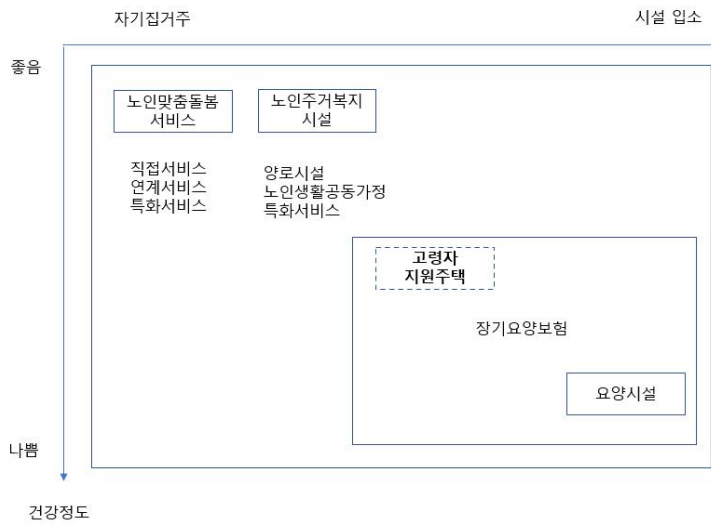 자기집거주
시설 입소
좋음
노인맞춤돌봄
서비스
노인주거복지
시설
직접서비스
연계서비스
특화서비스
양로시설
노인생활공동가정
특화서비스
고령자
지원주택
장기요양보험
요양시설
나쁨
건강정도